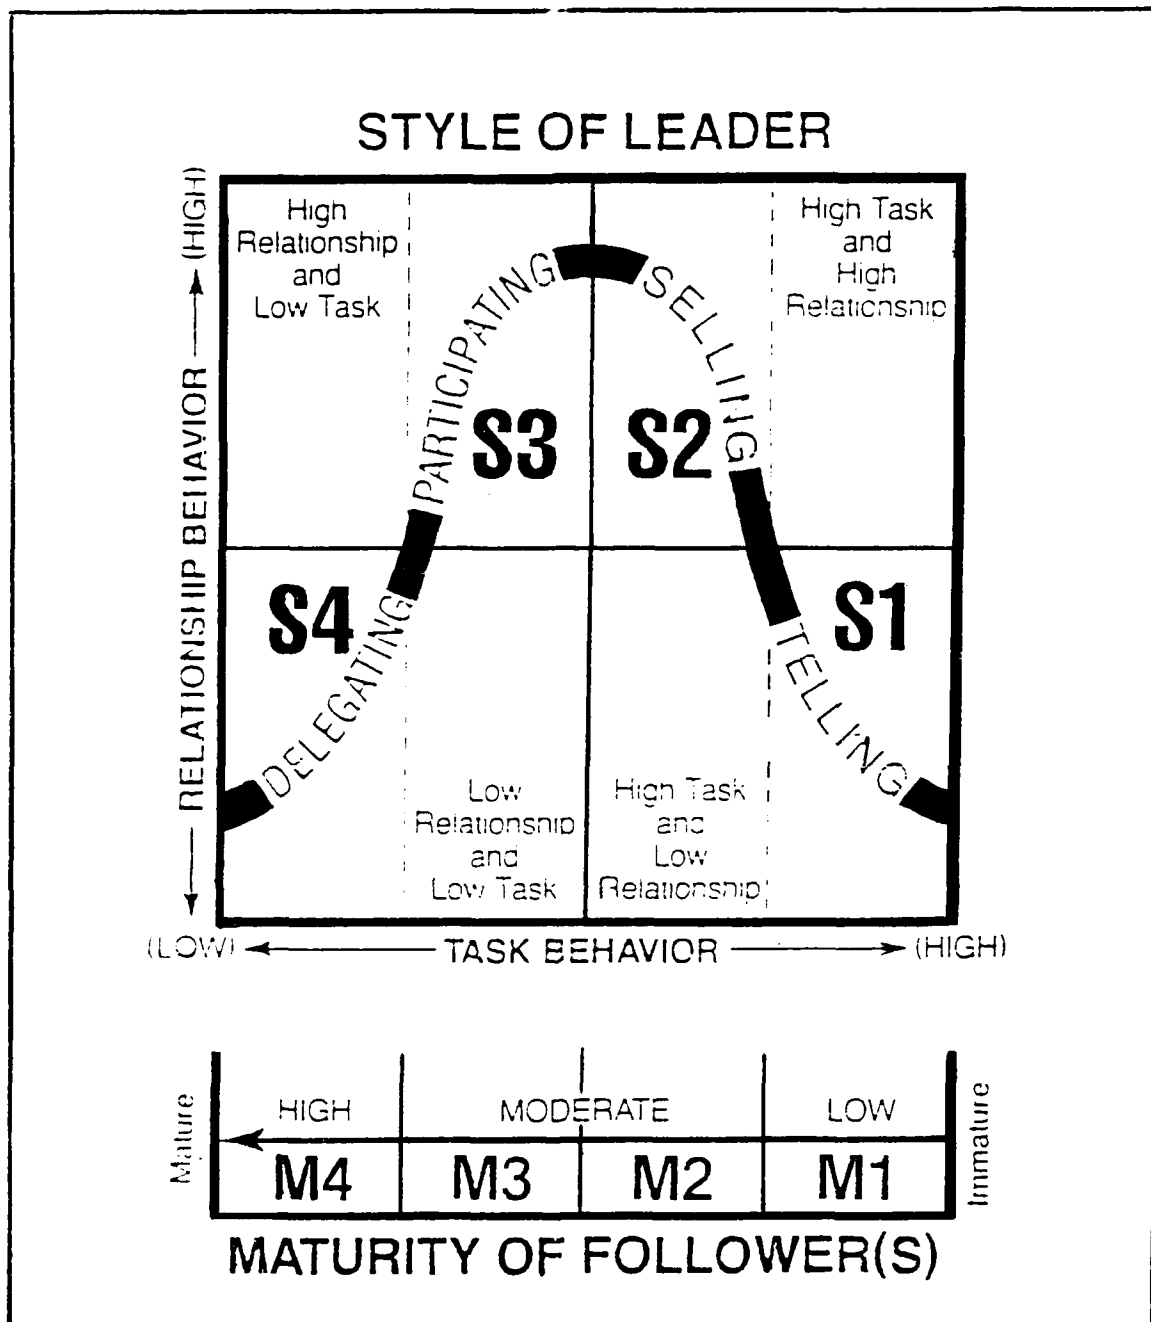 STYLE OF LEADER
(HIGH)
RELATIONSHIP BEHAVIOR
High
Relationship
and
Low Task
High Task
and
High
Relationship
PARTICIPATING
SELLING
S3
S2
S4
S1
DELEGATING
TELLING
Low
Relationship
and
Low Task
High Task
and
Low
Relationship
(LOW)
TASK BEHAVIOR
(HIGH)
Mature
HIGH
MODERATE
LOW
Immature
M4
M3
M2
M1
MATURITY OF FOLLOWER(S)